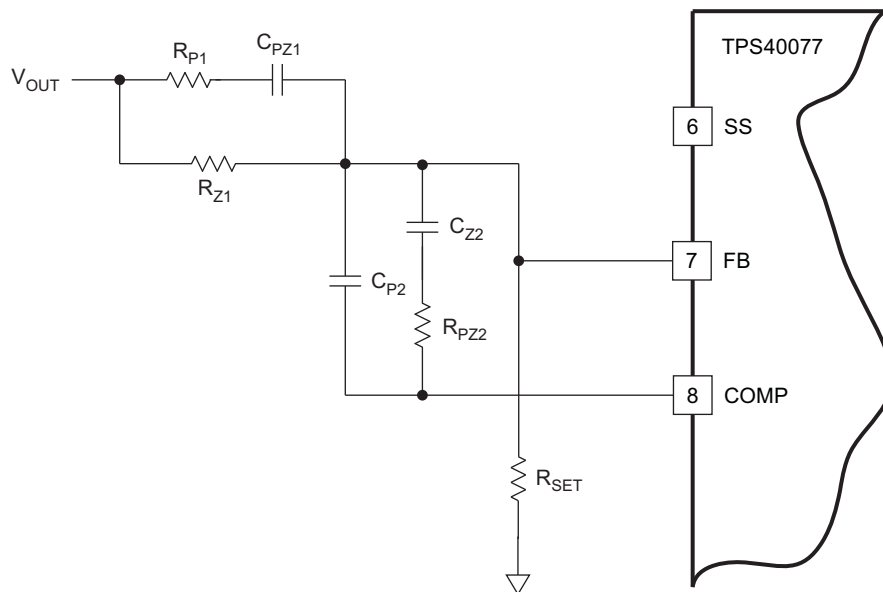 TPS40077
R_P1
C_PZ1
V_OUT
6 SS
R_Z1
C_Z2
7 FB
C_P2
R_PZ2
8 COMP
R_SET